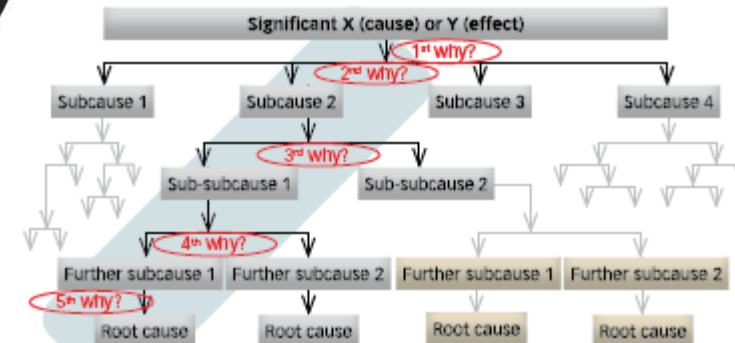 Significant X (cause) or Y (effect)
1st why?
2nd why?
Subcause 1
Subcause 2
Subcause 3
Subcause 4
3rd why?
Sub-subcause 1
Sub-subcause 2
4th why?
Further subcause 1
Further subcause 2
Further subcause 1
Further subcause 2
5th why?
Root cause
Root cause
Root cause
Root cause